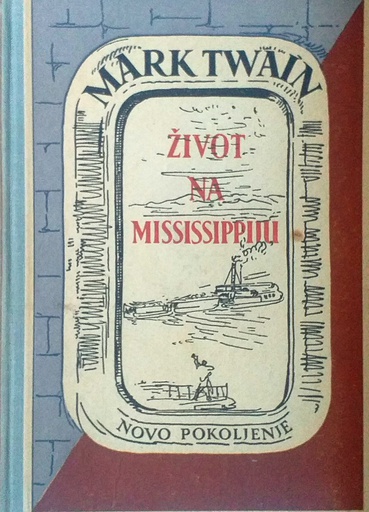 MARK TWAIN
ŽIVOT
NA
MISSISSIPPIJU
NOVO POKOLJENJE